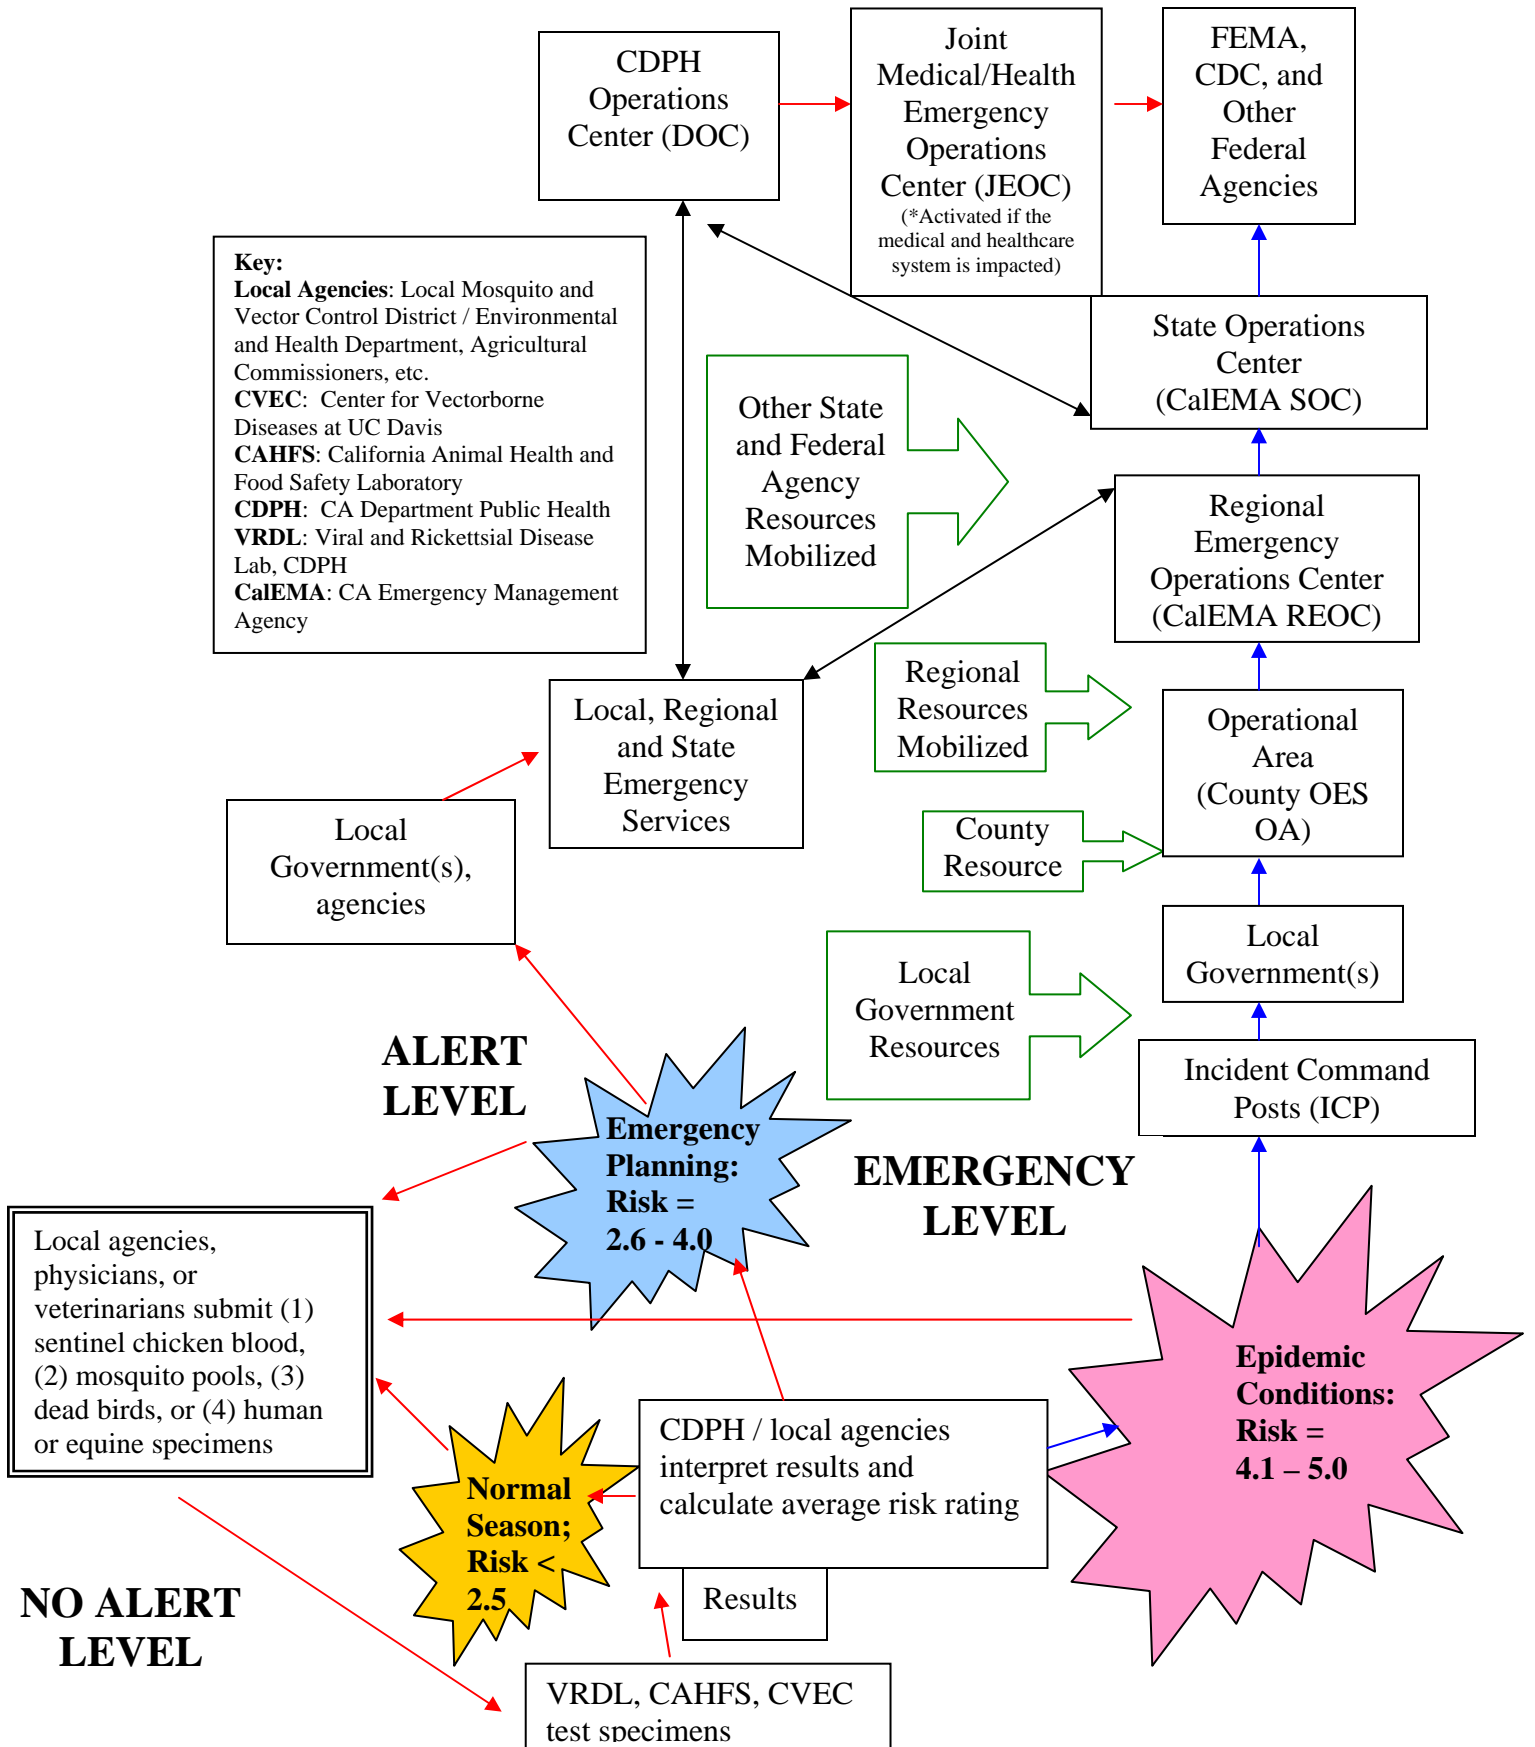 CDPH
Operations
Center (DOC)
Joint
Medical/Health
Emergency
Operations
Center (JEOC)
(*Activated if the
medical and healthcare
system is impacted)
FEMA,
CDC, and
Other
Federal
Agencies
Key:
Local Agencies: Local Mosquito and
Vector Control District / Environmental
and Health Department, Agricultural
Commissioners, etc.
CVEC:  Center for Vectorborne
Diseases at UC Davis
CAHFS: California Animal Health and
Food Safety Laboratory
CDPH:  CA Department Public Health
VRDL: Viral and Rickettsial Disease
Lab, CDPH
CalEMA: CA Emergency Management
Agency
State Operations
Center
(CalEMA SOC)
Other State
and Federal
Agency
Resources
Mobilized
Regional
Emergency
Operations Center
(CalEMA REOC)
Regional
Resources
Mobilized
Local, Regional
and State
Emergency
Services
Operational
Area
(County OES
OA)
County
Resource
Local
Government(s),
agencies
Local
Government(s)
Local
Government
Resources
Incident Command
Posts (ICP)
ALERT
LEVEL
Emergency
Planning:
Risk =
2.6 - 4.0
EMERGENCY
LEVEL
Local agencies,
physicians, or
veterinarians submit (1)
sentinel chicken blood,
(2) mosquito pools, (3)
dead birds, or (4) human
or equine specimens
Epidemic
Conditions:
Risk =
4.1 – 5.0
CDPH / local agencies
interpret results and
calculate average risk rating
Normal
Season;
Risk <
2.5
Results
NO ALERT
LEVEL
VRDL, CAHFS, CVEC
test specimens